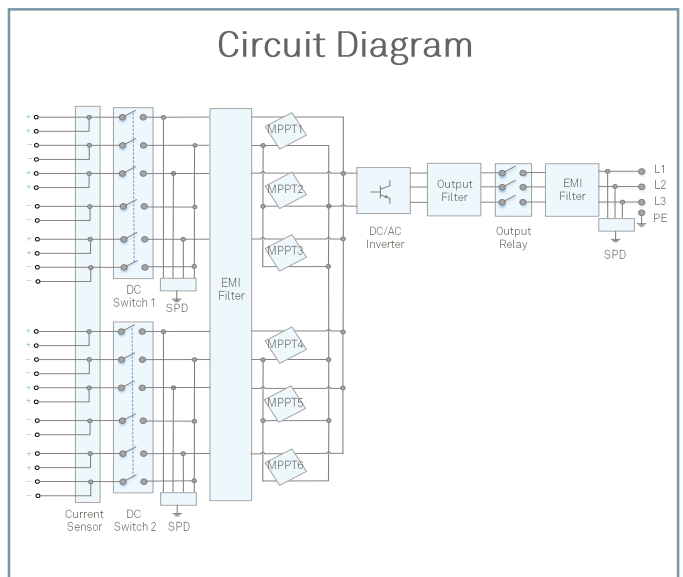 Circuit Diagram
+
+
−
−
+
+
−
−
+
+
−
−
DC
Switch 1
SPD
EMI
Filter
MPPT1
MPPT2
MPPT3
DC/AC
Inverter
Output
Filter
Output
Relay
EMI
Filter
L1
L2
L3
PE
SPD
+
+
−
−
+
+
−
−
+
+
−
−
MPPT4
MPPT5
MPPT6
Current
Sensor
DC
Switch 2
SPD